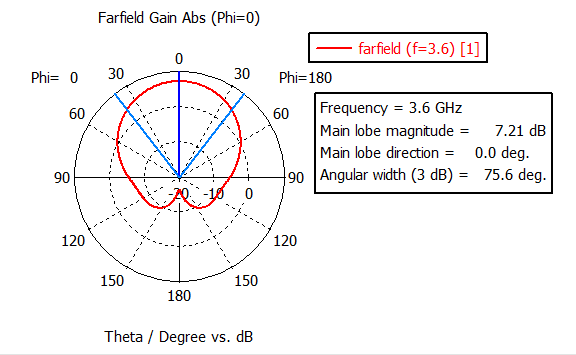 Farfield Gain Abs (Phi=0)
farfield (f=3.6) [1]
Phi= 0
30
0
30
Phi=180
60
60
90
90
-20
-10
0
120
120
150
150
180
Frequency = 3.6 GHz
Main lobe magnitude = 7.21 dB
Main lobe direction = 0.0 deg.
Angular width (3 dB) = 75.6 deg.
Theta / Degree vs. dB